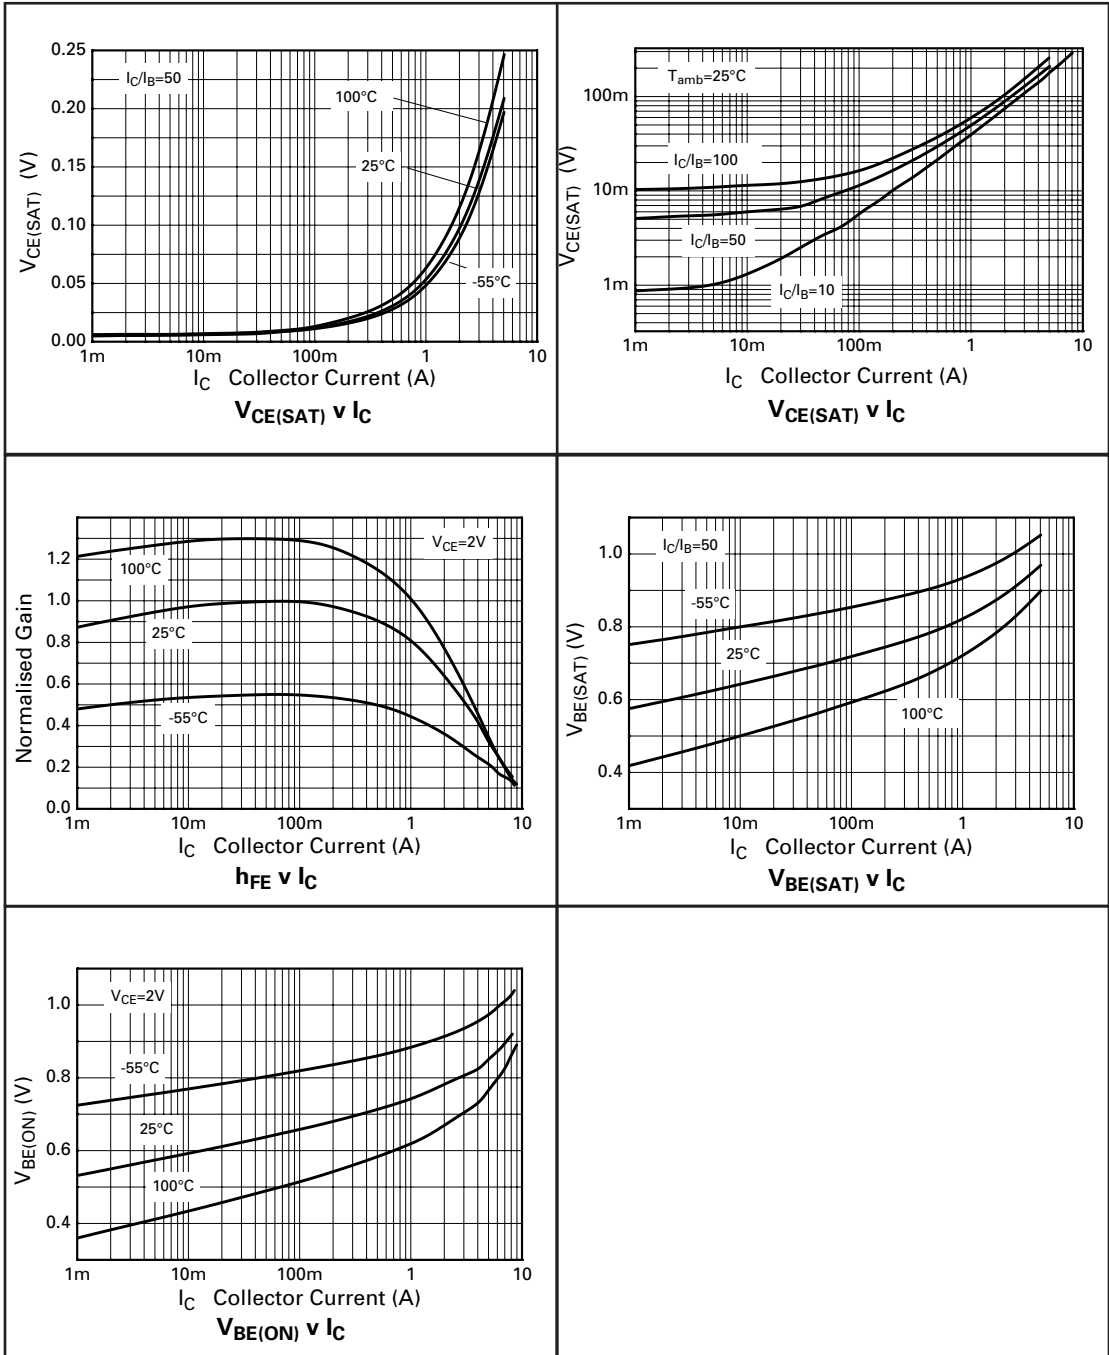 0.25
0.20
0.15
0.10
0.05
0.00
V_CE(SAT) (V)
I_C/I_B=50
100°C
25°C
-55°C
1m 10m 100m 1 10
I_C Collector Current (A)
V_CE(SAT) v I_C
100m
10m
1m
V_CE(SAT) (V)
T_amb=25°C
I_C/I_B=100
I_C/I_B=50
I_C/I_B=10
1m 10m 100m 1 10
I_C Collector Current (A)
V_CE(SAT) v I_C
1.2
1.0
0.8
0.6
0.4
0.2
0.0
Normalised Gain
V_CE=2V
100°C
25°C
-55°C
1m 10m 100m 1 10
I_C Collector Current (A)
h_FE v I_C
1.0
0.8
0.6
0.4
V_BE(SAT) (V)
I_C/I_B=50
-55°C
25°C
100°C
1m 10m 100m 1 10
I_C Collector Current (A)
V_BE(SAT) v I_C
1.0
0.8
0.6
0.4
V_BE(ON) (V)
V_CE=2V
-55°C
25°C
100°C
1m 10m 100m 1 10
I_C Collector Current (A)
V_BE(ON) v I_C